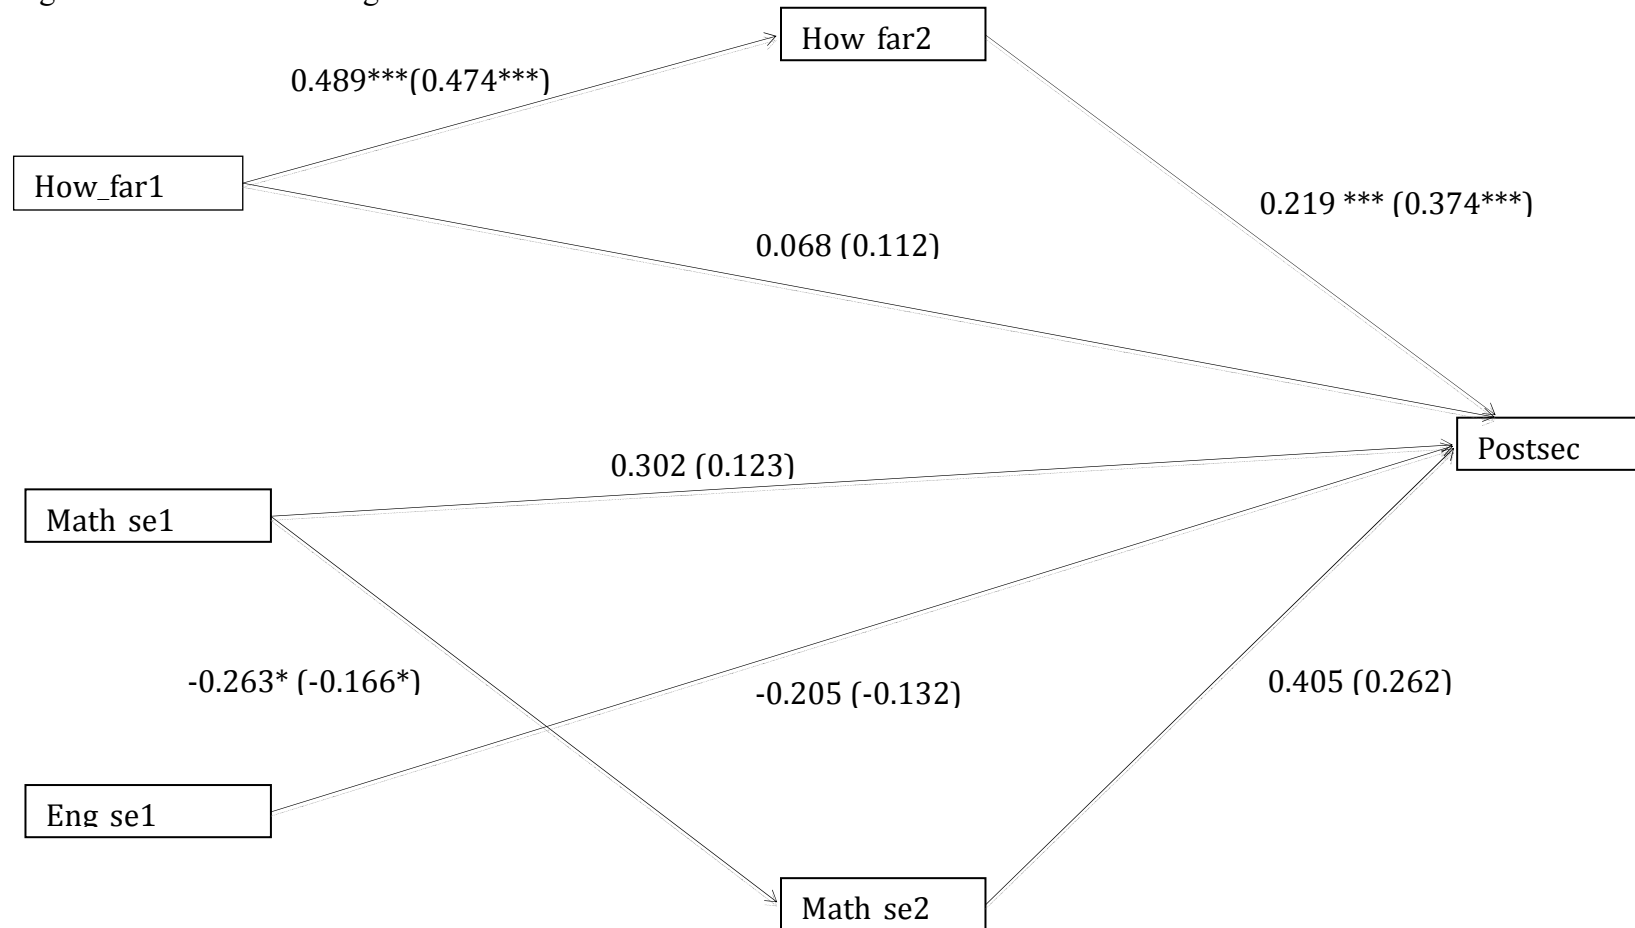 How far2
0.489***(0.474***)
How_far1
0.219 *** (0.374***)
0.068 (0.112)
Postsec
0.302 (0.123)
Math se1
-0.263* (-0.166*)
-0.205 (-0.132)
0.405 (0.262)
Eng se1
Math se2